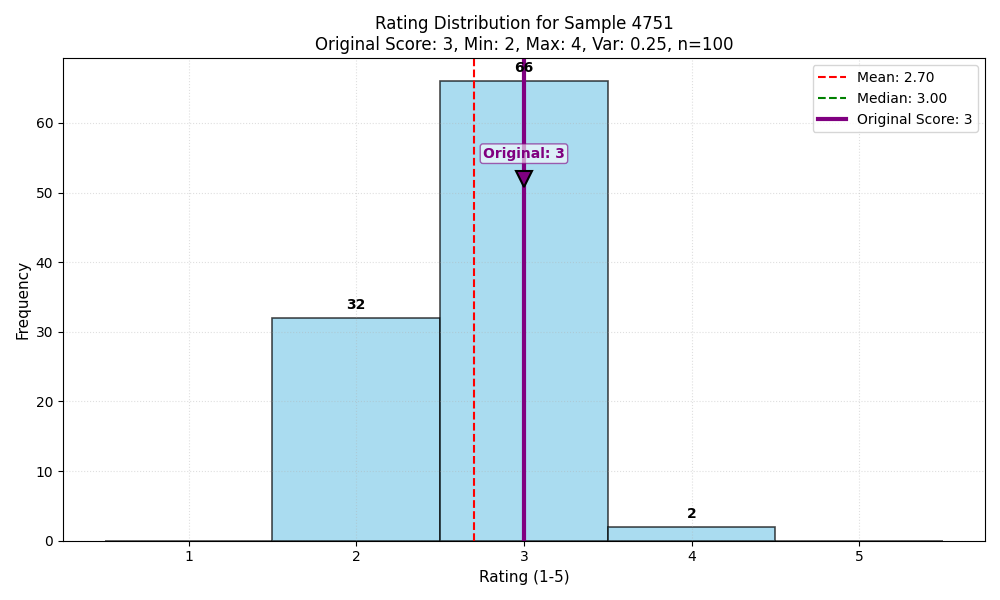 Rating Distribution for Sample 4751
Original Score: 3, Min: 2, Max: 4, Var: 0.25, n=100
Mean: 2.70
Median: 3.00
Original Score: 3
66
Original: 3
32
2
Frequency
60
50
40
30
20
10
0
1 2 3 4 5
Rating (1-5)